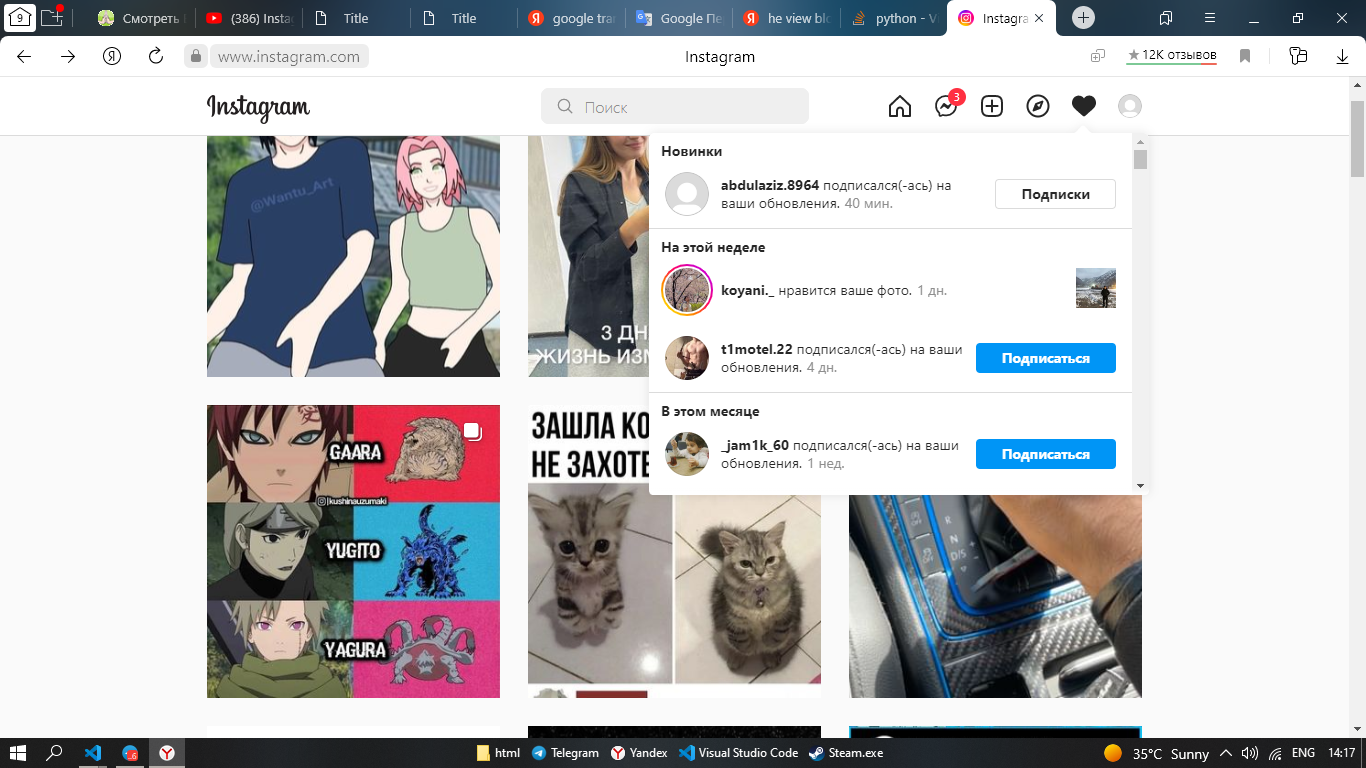 9
Смотреть
(386) Insta
Title
Title
google tra
Google Пе
he view blo
python - V
Instagra
www.instagram.com
Instagram
12K отзывов
Instagram
Поиск
3
Новинки
abdulaziz.8964 подписался(-ась) на
ваши обновления. 40 мин.
Подписки
На этой неделе
koyani._ нравится ваше фото. 1 дн.
t1motel.22 подписался(-ась) на ваши
обновления. 4 дн.
Подписаться
В этом месяце
_jam1k_60 подписался(-ась) на ваши
обновления. 1 нед.
Подписаться
@Wantu_Art
3 ДН
ЖИЗНЬ ИЗМ
GAARA
kushinauzumaki
YUGITO
YAGURA
ЗАШЛА КО
НЕ ЗАХОТЕ
R
N
D/S
html
Telegram
Yandex
Visual Studio Code
Steam.exe
35°C Sunny
ENG
14:17